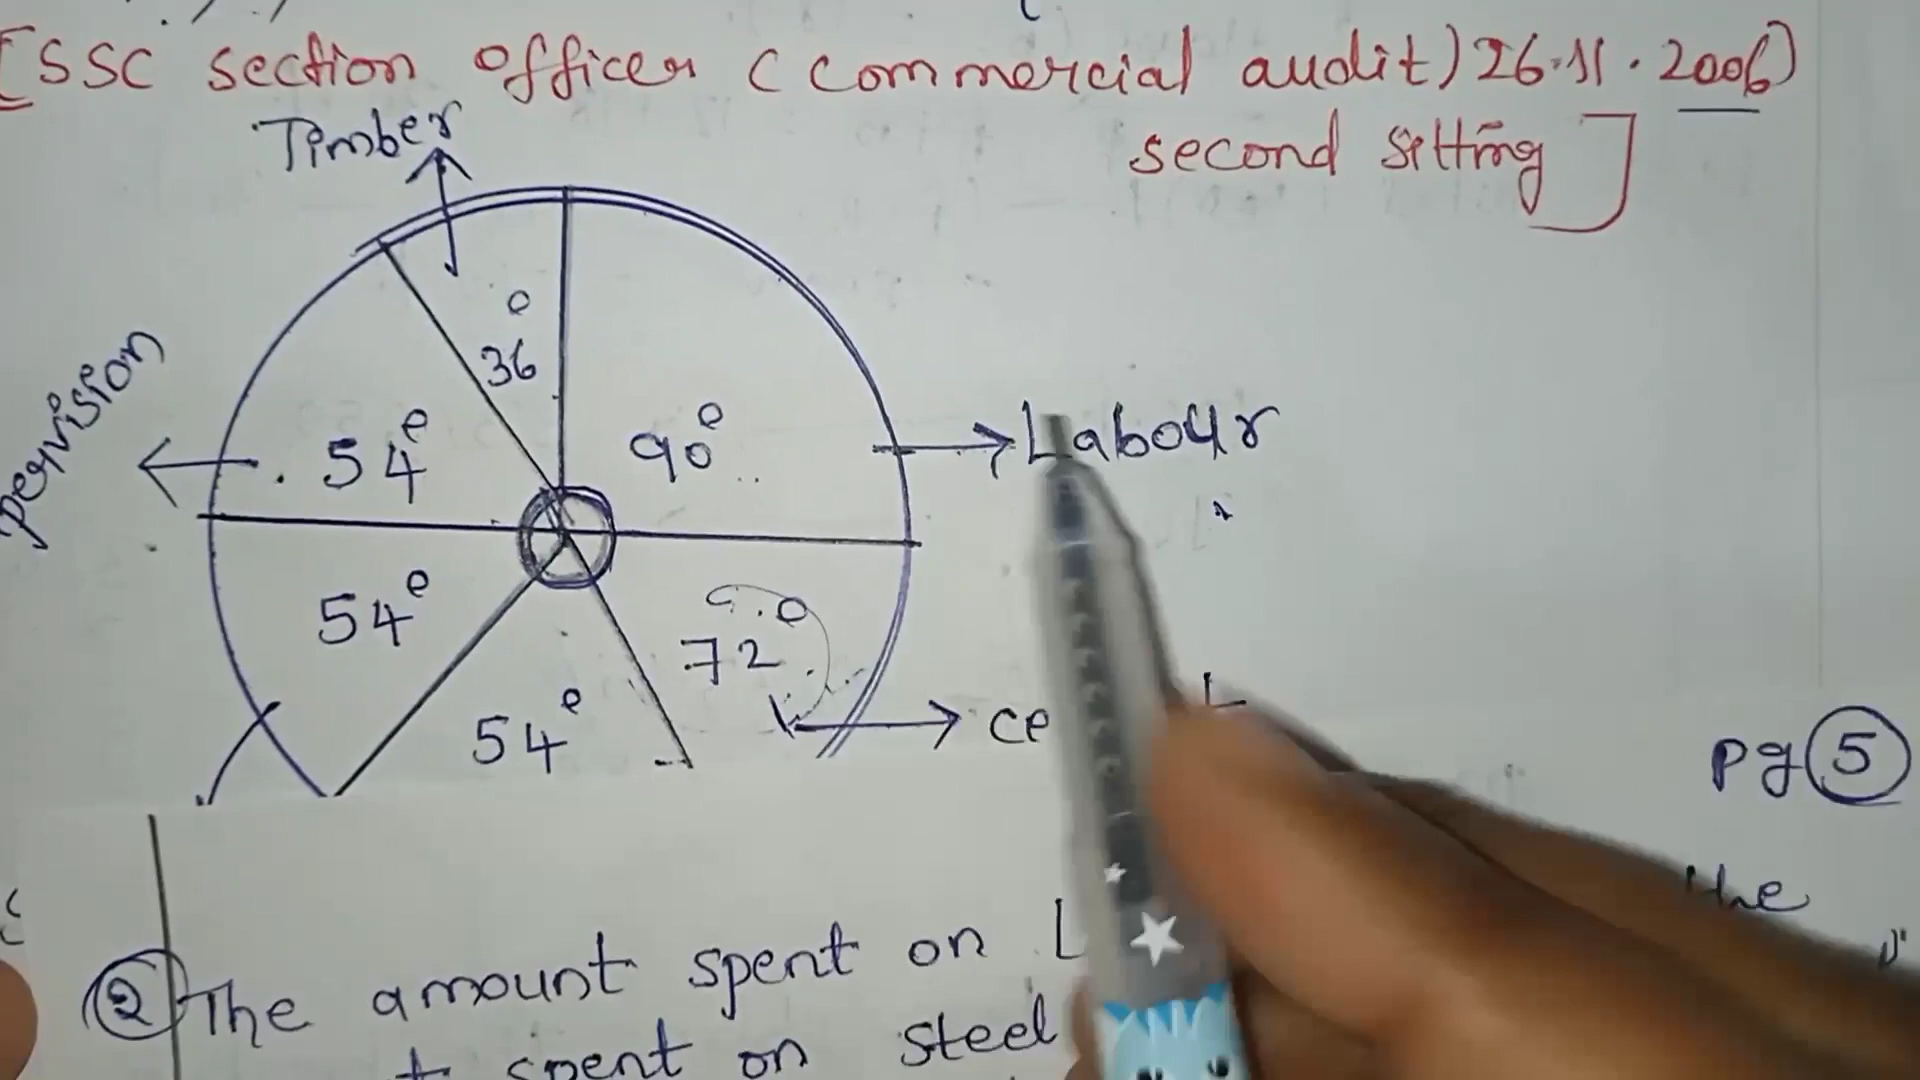 [SSC section officer (commercial audit) 26.11.2006)
second sitting]
Timber
36°
pervision
54°
90°
Labour
54°
72°
54°
ce
pg 5
the
② The amount spent on L
spent on steel